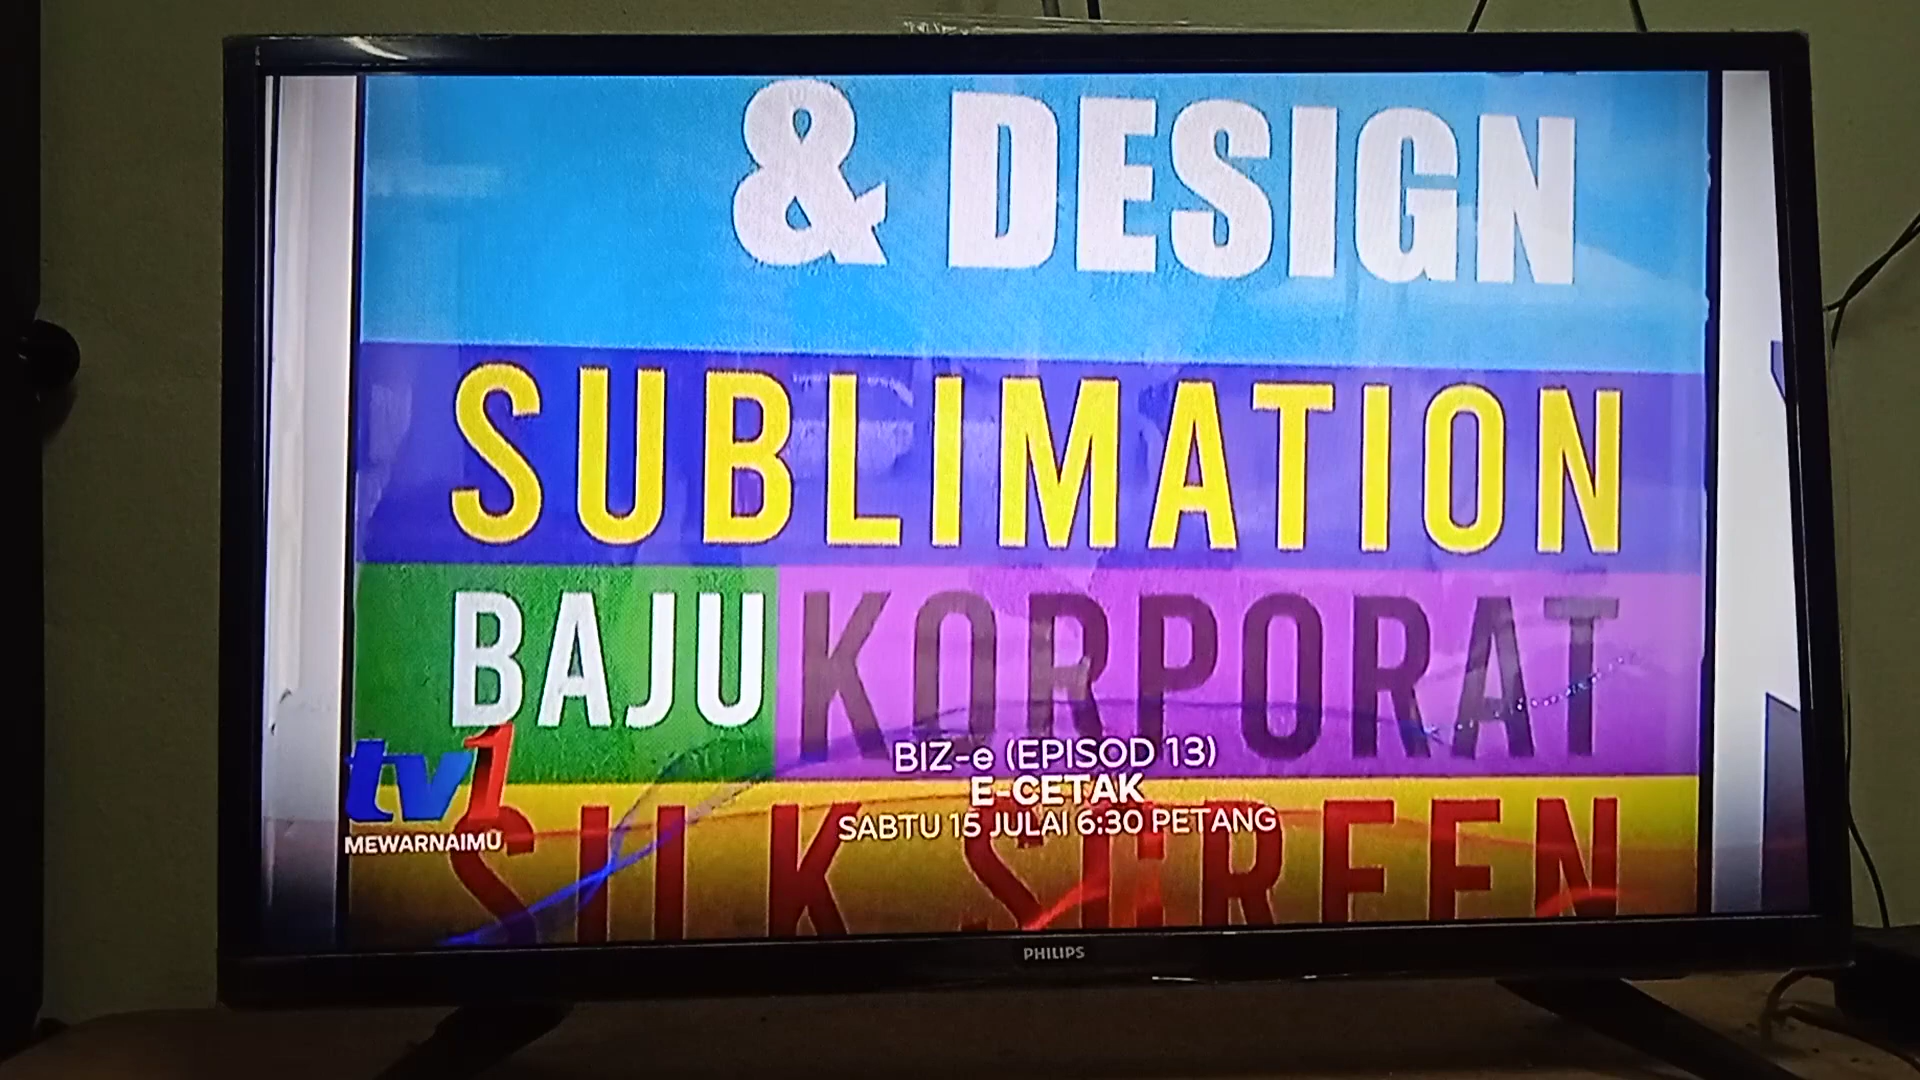 & DESIGN
SUBLIMATION
BAJU KORPORAT
SILK SCREEN
tv1
MEWARNAIMU
BIZ-e (EPISOD 13)
E-CETAK
SABTU 15 JULAI 6:30 PETANG
PHILIPS